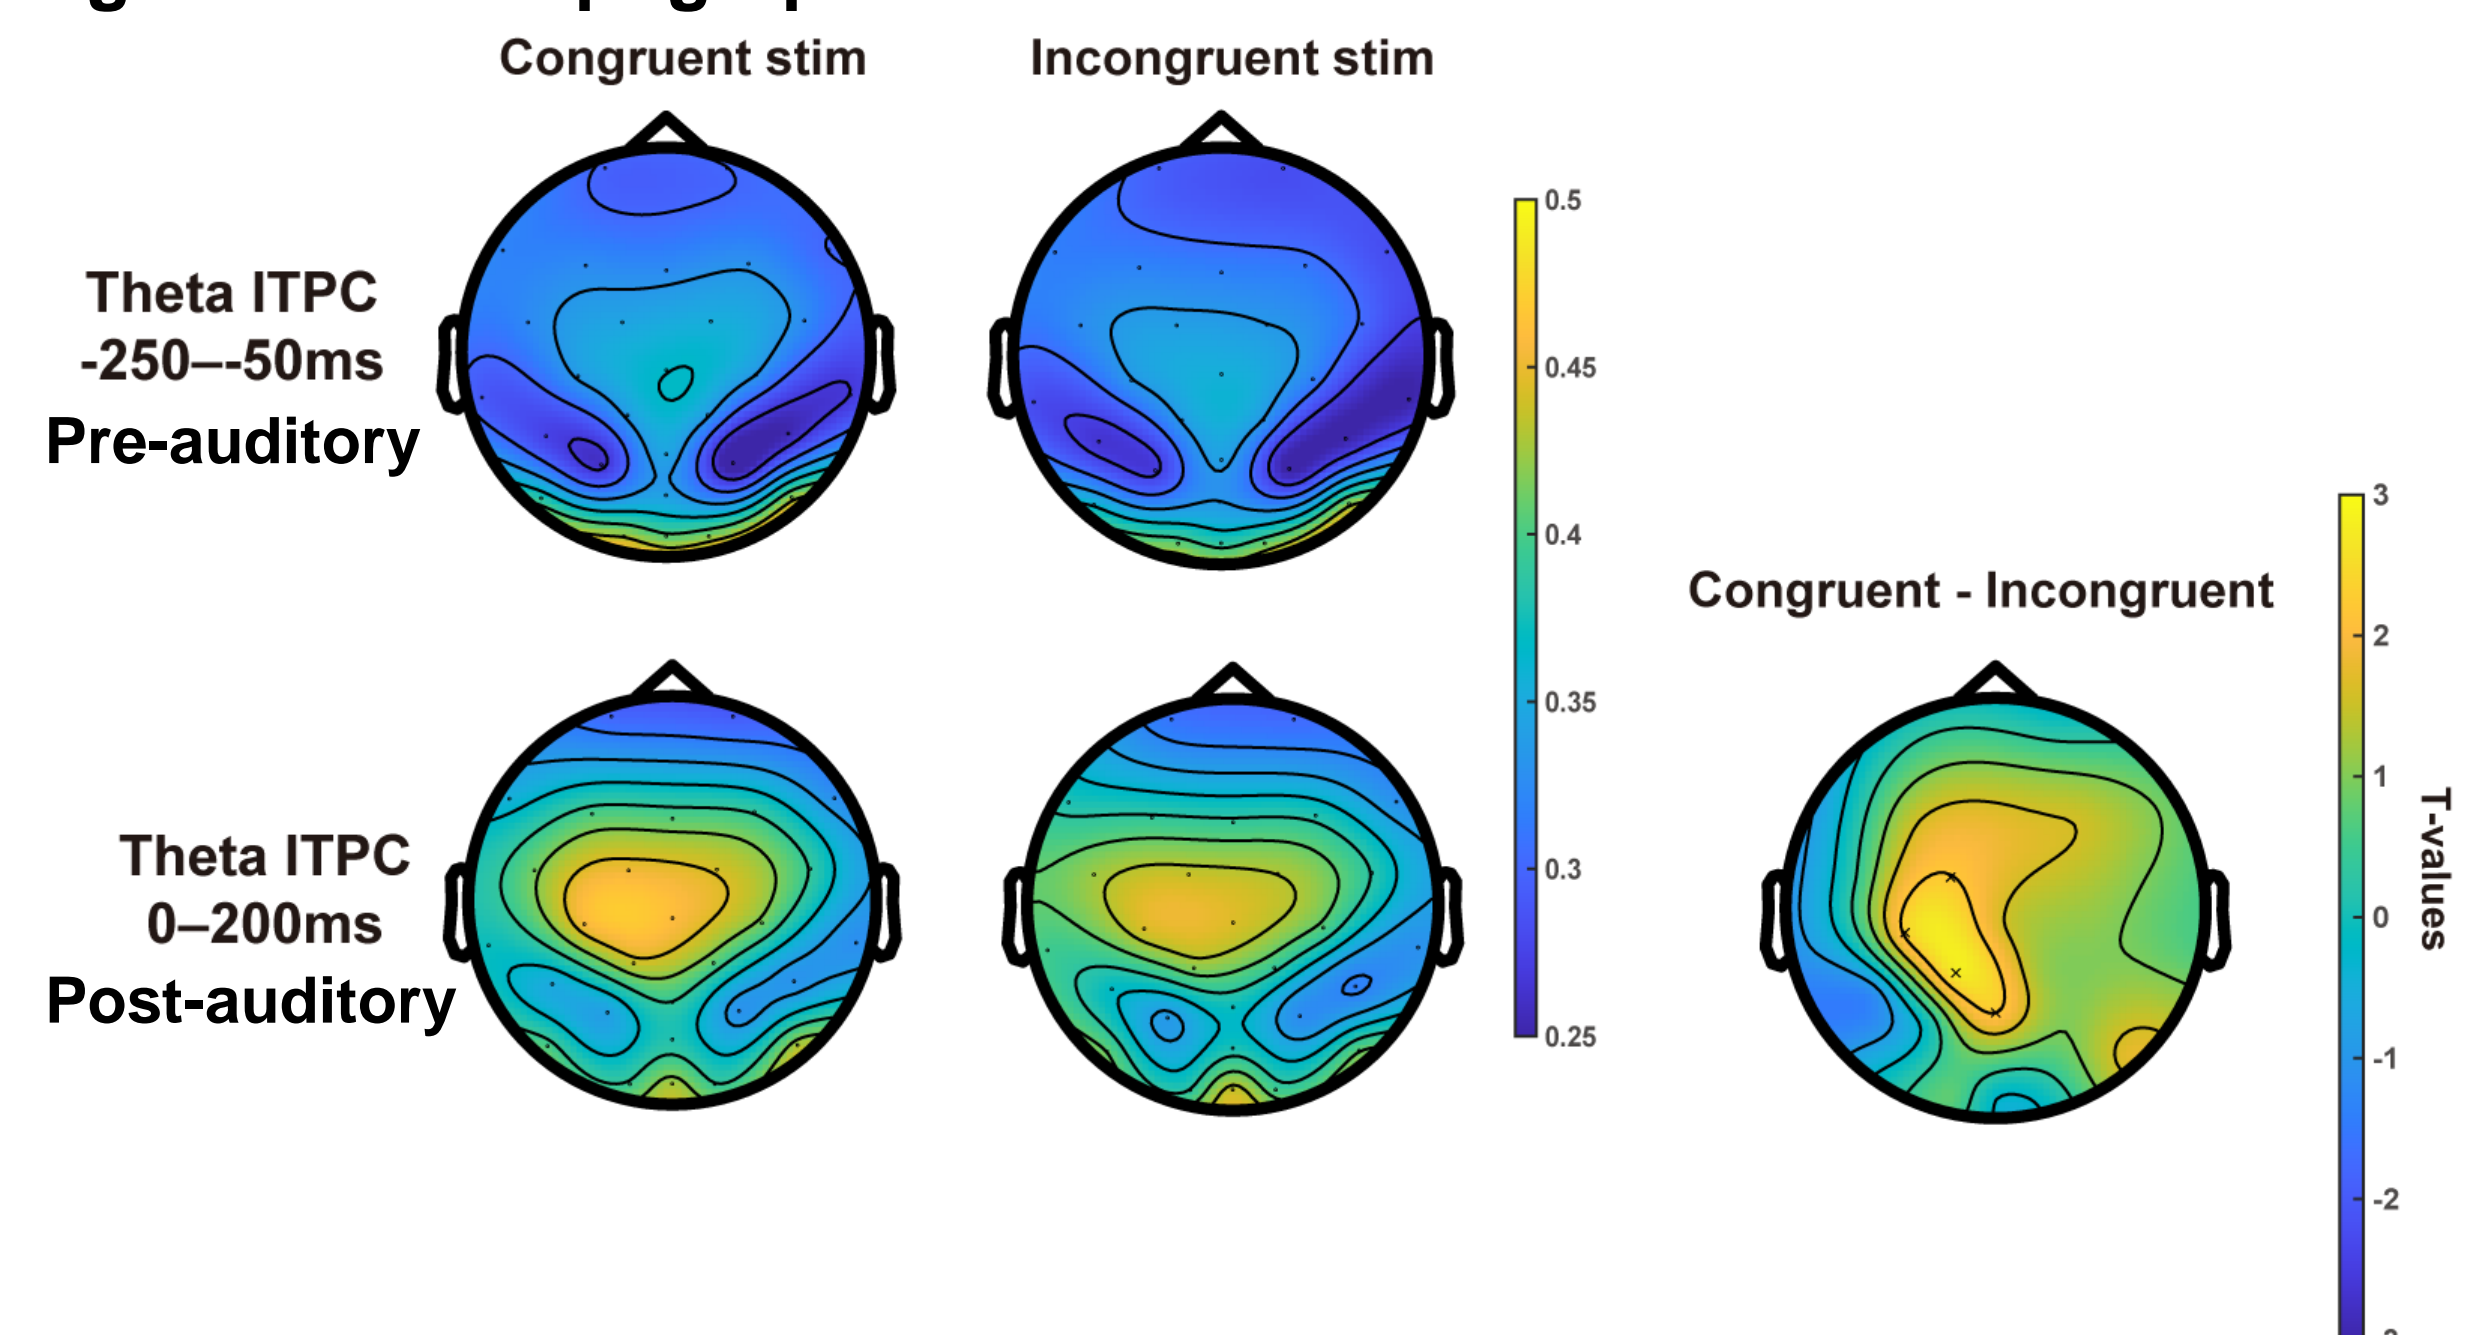 Congruent stim
Incongruent stim
Theta ITPC
-250–-50ms
Pre-auditory
0.5
0.45
0.4
0.35
0.3
0.25
Congruent - Incongruent
Theta ITPC
0–200ms
Post-auditory
3
2
1
0
-1
-2
T-values